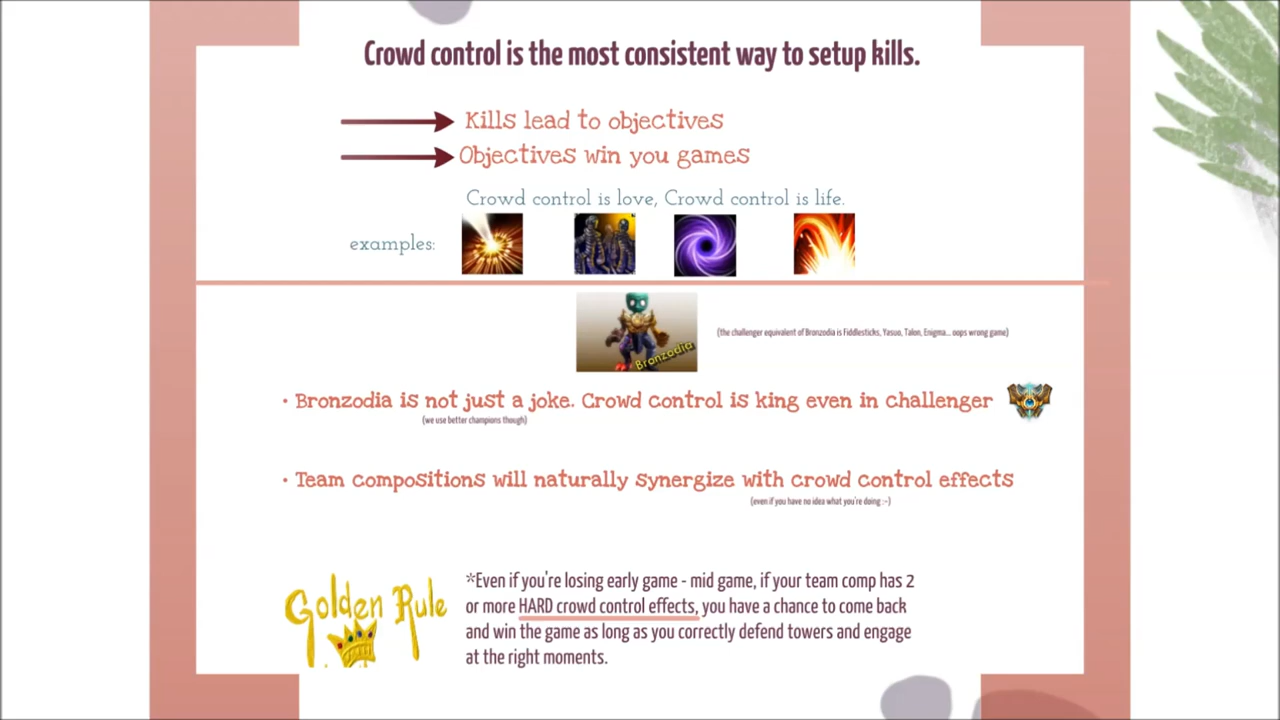 Crowd control is the most consistent way to setup kills.
Kills lead to objectives
Objectives win you games
Crowd control is love, Crowd control is life.
examples:
Bronzodia
(the challenger equivalent of Bronzodia is Fiddlesticks, Yasuo, Talon, Enigma... oops wrong game)
• Bronzodia is not just a joke. Crowd control is king even in challenger
(we use better champions though)
• Team compositions will naturally synergize with crowd control effects
(even if you have no idea what you're doing :-)
Golden Rule
*Even if you're losing early game - mid game, if your team comp has 2
or more HARD crowd control effects, you have a chance to come back
and win the game as long as you correctly defend towers and engage
at the right moments.